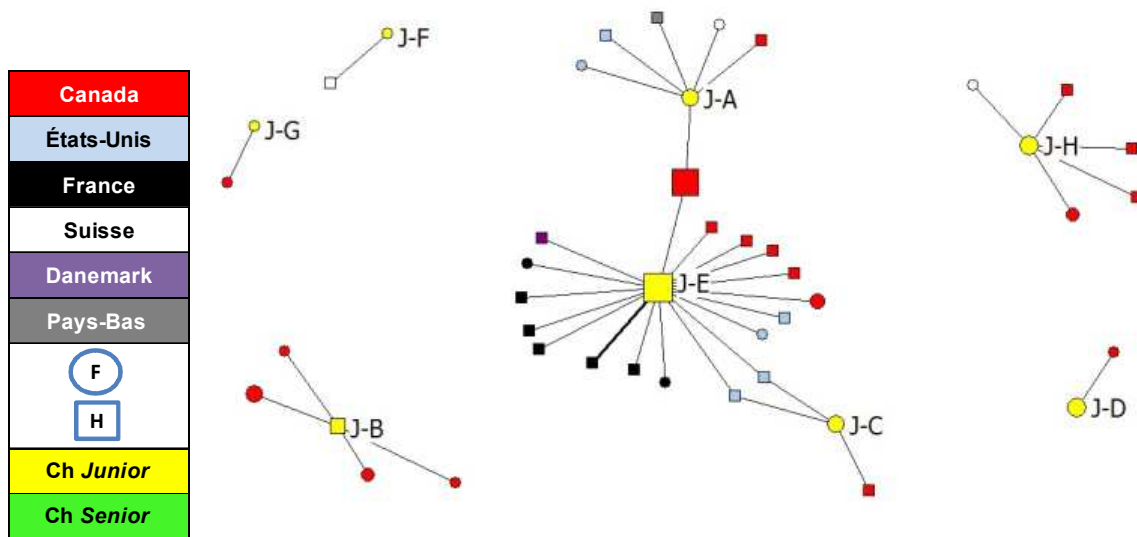 Canada
États-Unis
France
Suisse
Danemark
Pays-Bas
F
H
Ch Junior
Ch Senior
J-F
J-G
J-A
J-H
J-E
J-B
J-C
J-D